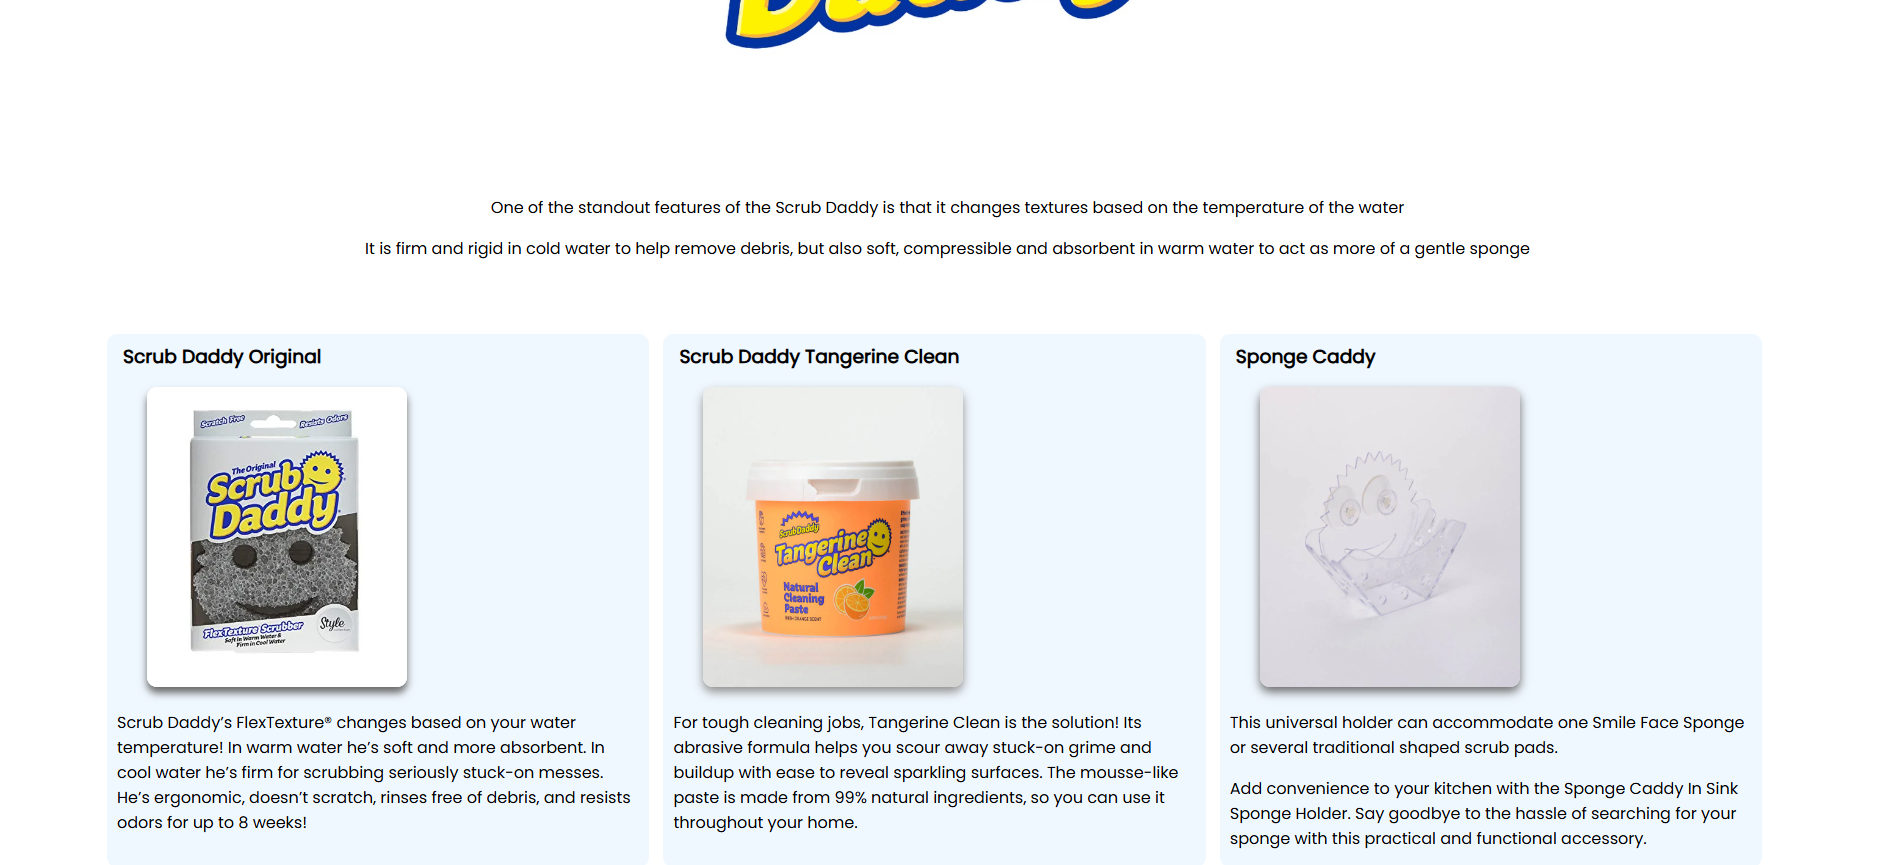 Daddy
One of the standout features of the Scrub Daddy is that it changes textures based on the temperature of the water
It is firm and rigid in cold water to help remove debris, but also soft, compressible and absorbent in warm water to act as more of a gentle sponge
Scrub Daddy Original
Scratch Free
Resists Odors
The Original
Scrub
Daddy
FlexTexture Scrubber
Soft in Warm Water &
Firm in Cool Water
Style
Scrub Daddy’s FlexTexture® changes based on your water
temperature! In warm water he’s soft and more absorbent. In
cool water he’s firm for scrubbing seriously stuck-on messes.
He’s ergonomic, doesn’t scratch, rinses free of debris, and resists
odors for up to 8 weeks!
Scrub Daddy Tangerine Clean
Scrub Daddy
Tangerine
Clean
Natural
Cleaning
Paste
For tough cleaning jobs, Tangerine Clean is the solution! Its
abrasive formula helps you scour away stuck-on grime and
buildup with ease to reveal sparkling surfaces. The mousse-like
paste is made from 99% natural ingredients, so you can use it
throughout your home.
Sponge Caddy
This universal holder can accommodate one Smile Face Sponge
or several traditional shaped scrub pads.
Add convenience to your kitchen with the Sponge Caddy In Sink
Sponge Holder. Say goodbye to the hassle of searching for your
sponge with this practical and functional accessory.